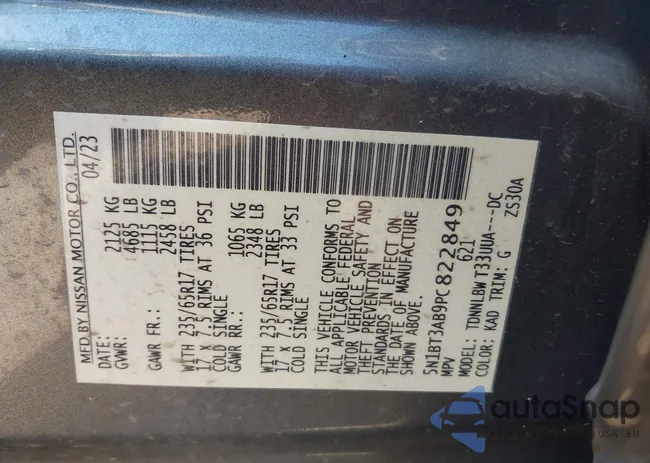 MFD BY NISSAN MOTOR CO., LTD.
DATE: 04/23
GVWR: 2125 KG
4685 LB
GAWR FR.: 1115 KG
2458 LB
WITH 235/65R17 TIRES
17 X 7.5 RIMS AT 36 PSI
COLD SINGLE
GAWR RR.: 1065 KG
2348 LB
WITH 235/65R17 TIRES
17 X 7.5 RIMS AT 33 PSI
COLD SINGLE
THIS VEHICLE CONFORMS TO
ALL APPLICABLE FEDERAL
MOTOR VEHICLE SAFETY AND
THEFT PREVENTION
STANDARDS IN EFFECT ON
THE DATE OF MANUFACTURE
SHOWN ABOVE.
5N1BT3AB9PC822849
MPV 621
MODEL: TDNNLBWT33UUA---DC
COLOR: KAD TRIM: G ZS30A
autoSnap